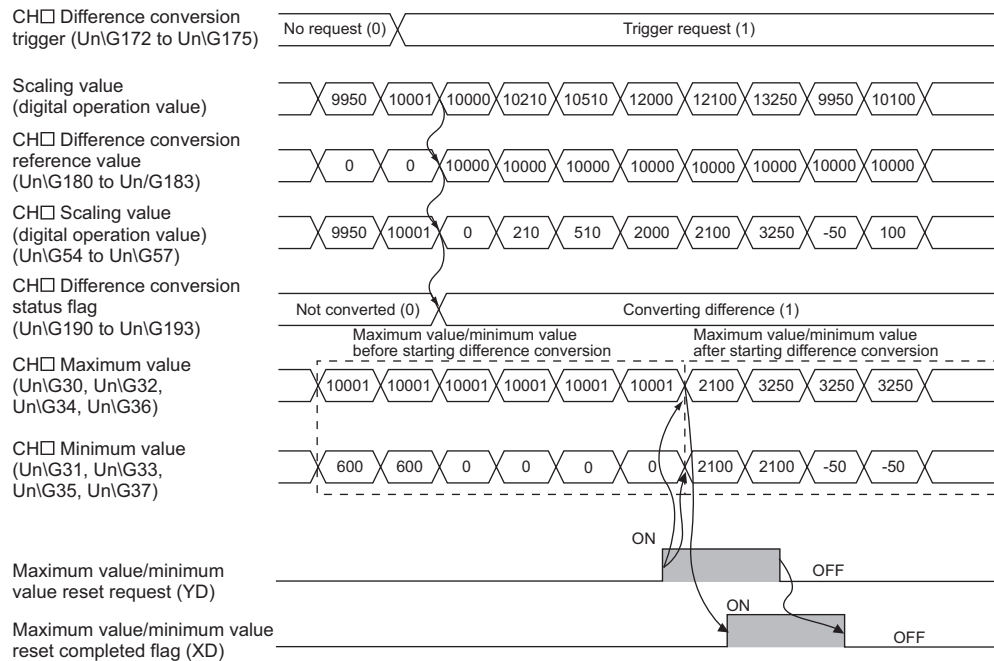 CH□ Difference conversion
trigger (Un\G172 to Un\G175)
No request (0)
Trigger request (1)
Scaling value
(digital operation value)
9950 10001 10000 10210 10510 12000 12100 13250 9950 10100
CH□ Difference conversion
reference value
(Un\G180 to Un/G183)
0 0 10000 10000 10000 10000 10000 10000 10000 10000
CH□ Scaling value
(digital operation value)
(Un\G54 to Un\G57)
9950 10001 0 210 510 2000 2100 3250 -50 100
CH□ Difference conversion
status flag
(Un\G190 to Un\G193)
Not converted (0)
Converting difference (1)
Maximum value/minimum value
before starting difference conversion
Maximum value/minimum value
after starting difference conversion
CH□ Maximum value
(Un\G30, Un\G32,
Un\G34, Un\G36)
10001 10001 10001 10001 10001 10001 2100 3250 3250 3250
CH□ Minimum value
(Un\G31, Un\G33,
Un\G35, Un\G37)
600 600 0 0 0 0 2100 2100 -50 -50
ON
OFF
Maximum value/minimum
value reset request (YD)
ON
OFF
Maximum value/minimum value
reset completed flag (XD)